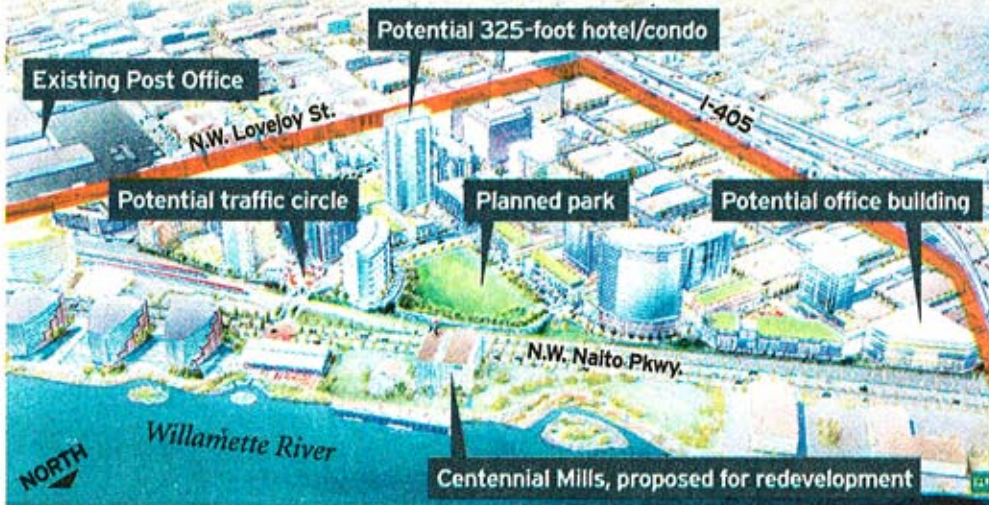 Potential 325-foot hotel/condo
Existing Post Office
N.W. Lovejoy St.
I-405
Potential traffic circle
Planned park
Potential office building
N.W. Naito Pkwy.
Willamette River
NORTH
Centennial Mills, proposed for redevelopment